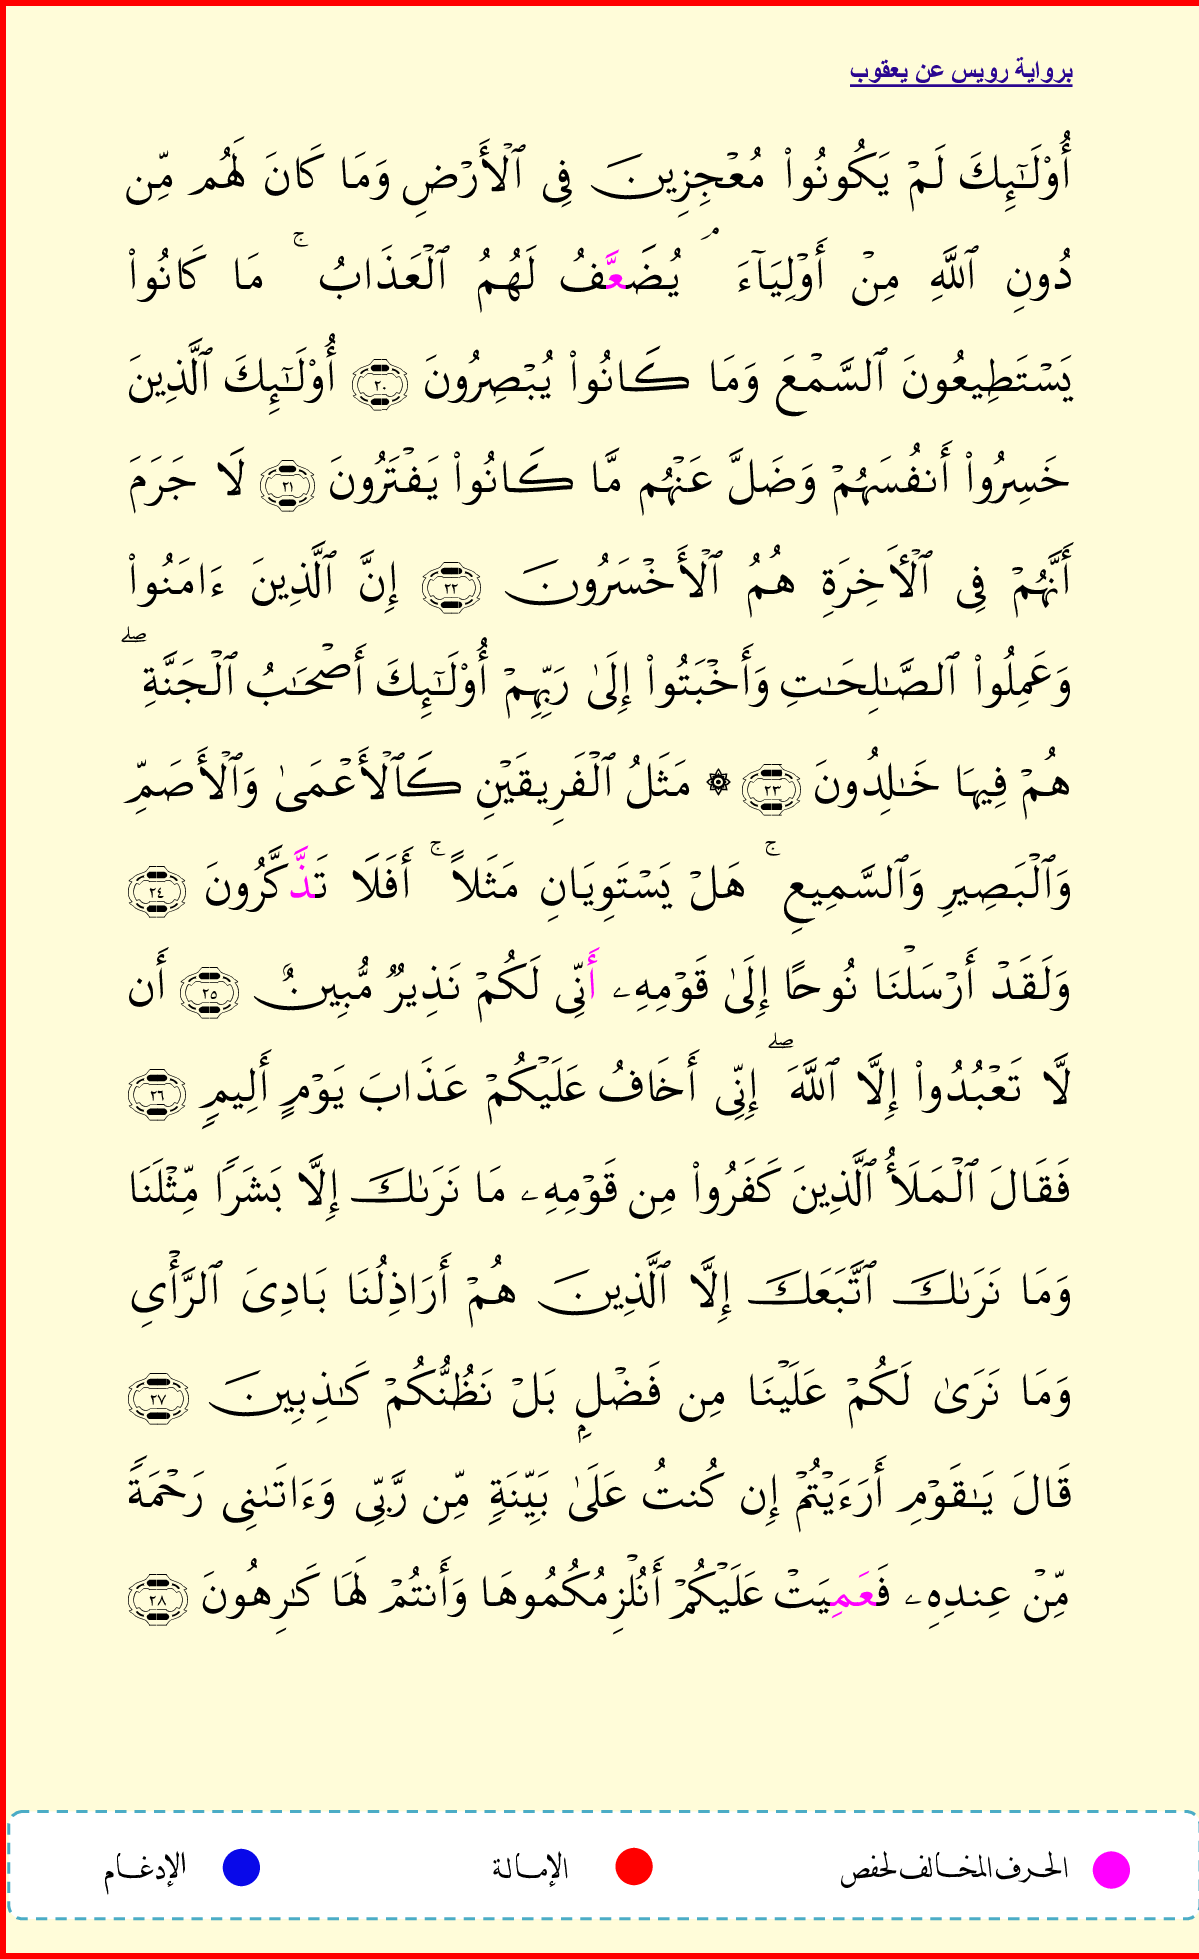 برواية رويس عن يعقوب
أُوْلَـٰٓئِكَ لَمْ يَكُونُوا۟ مُعْجِزِينَ فِى ٱلْأَرْضِ وَمَا كَانَ لَهُم مِّن
دُونِ ٱللَّهِ مِنْ أَوْلِيَآءَ ۘ يُضَعَّفُ لَهُمُ ٱلْعَذَابُ ۚ مَا كَانُوا۟
يَسْتَطِيعُونَ ٱلسَّمْعَ وَمَا كَانُوا۟ يُبْصِرُونَ ٢٠ أُوْلَـٰٓئِكَ ٱلَّذِينَ
خَسِرُوا۟ أَنفُسَهُمْ وَضَلَّ عَنْهُم مَّا كَانُوا۟ يَفْتَرُونَ ٢١ لَا جَرَمَ
أَنَّهُمْ فِى ٱلْأَخِرَةِ هُمُ ٱلْأَخْسَرُونَ ٢٢ إِنَّ ٱلَّذِينَ ءَامَنُوا۟
وَعَمِلُوا۟ ٱلصَّـٰلِحَـٰتِ وَأَخْبَتُوا۟ إِلَىٰ رَبِّهِمْ أُوْلَـٰٓئِكَ أَصْحَـٰبُ ٱلْجَنَّةِ ۖ
هُمْ فِيهَا خَـٰلِدُونَ ٢٣ ۞ مَثَلُ ٱلْفَرِيقَيْنِ كَٱلْأَعْمَىٰ وَٱلْأَصَمِّ
وَٱلْبَصِيرِ وَٱلسَّمِيعِ ۚ هَلْ يَسْتَوِيَانِ مَثَلاً ۚ أَفَلَا تَذَّكَّرُونَ ٢٤
وَلَقَدْ أَرْسَلْنَا نُوحًا إِلَىٰ قَوْمِهِۦ أَنِّى لَكُمْ نَذِيرٌ مُّبِينٌ ٢٥ أَن
لَّا تَعْبُدُوا۟ إِلَّا ٱللَّهَ ۖ إِنِّى أَخَافُ عَلَيْكُمْ عَذَابَ يَوْمٍ أَلِيمٍ ٢٦
فَقَالَ ٱلْمَلَأُ ٱلَّذِينَ كَفَرُوا۟ مِن قَوْمِهِۦ مَا نَرَىٰكَ إِلَّا بَشَرًا مِّثْلَنَا
وَمَا نَرَىٰكَ ٱتَّبَعَكَ إِلَّا ٱلَّذِينَ هُمْ أَرَاذِلُنَا بَادِىَ ٱلرَّأْىِ
وَمَا نَرَىٰ لَكُمْ عَلَيْنَا مِن فَضْلٍۭ بَلْ نَظُنُّكُمْ كَـٰذِبِينَ ٢٧
قَالَ يَـٰقَوْمِ أَرَءَيْتُمْ إِن كُنتُ عَلَىٰ بَيِّنَةٍ مِّن رَّبِّى وَءَاتَىٰنِى رَحْمَةً
مِّنْ عِندِهِۦ فَعَمِيَتْ عَلَيْكُمْ أَنُلْزِمُكُمُوهَا وَأَنتُمْ لَهَا كَـٰرِهُونَ ٢٨
الحرف المخالف لحفص الإمالة الإدغام